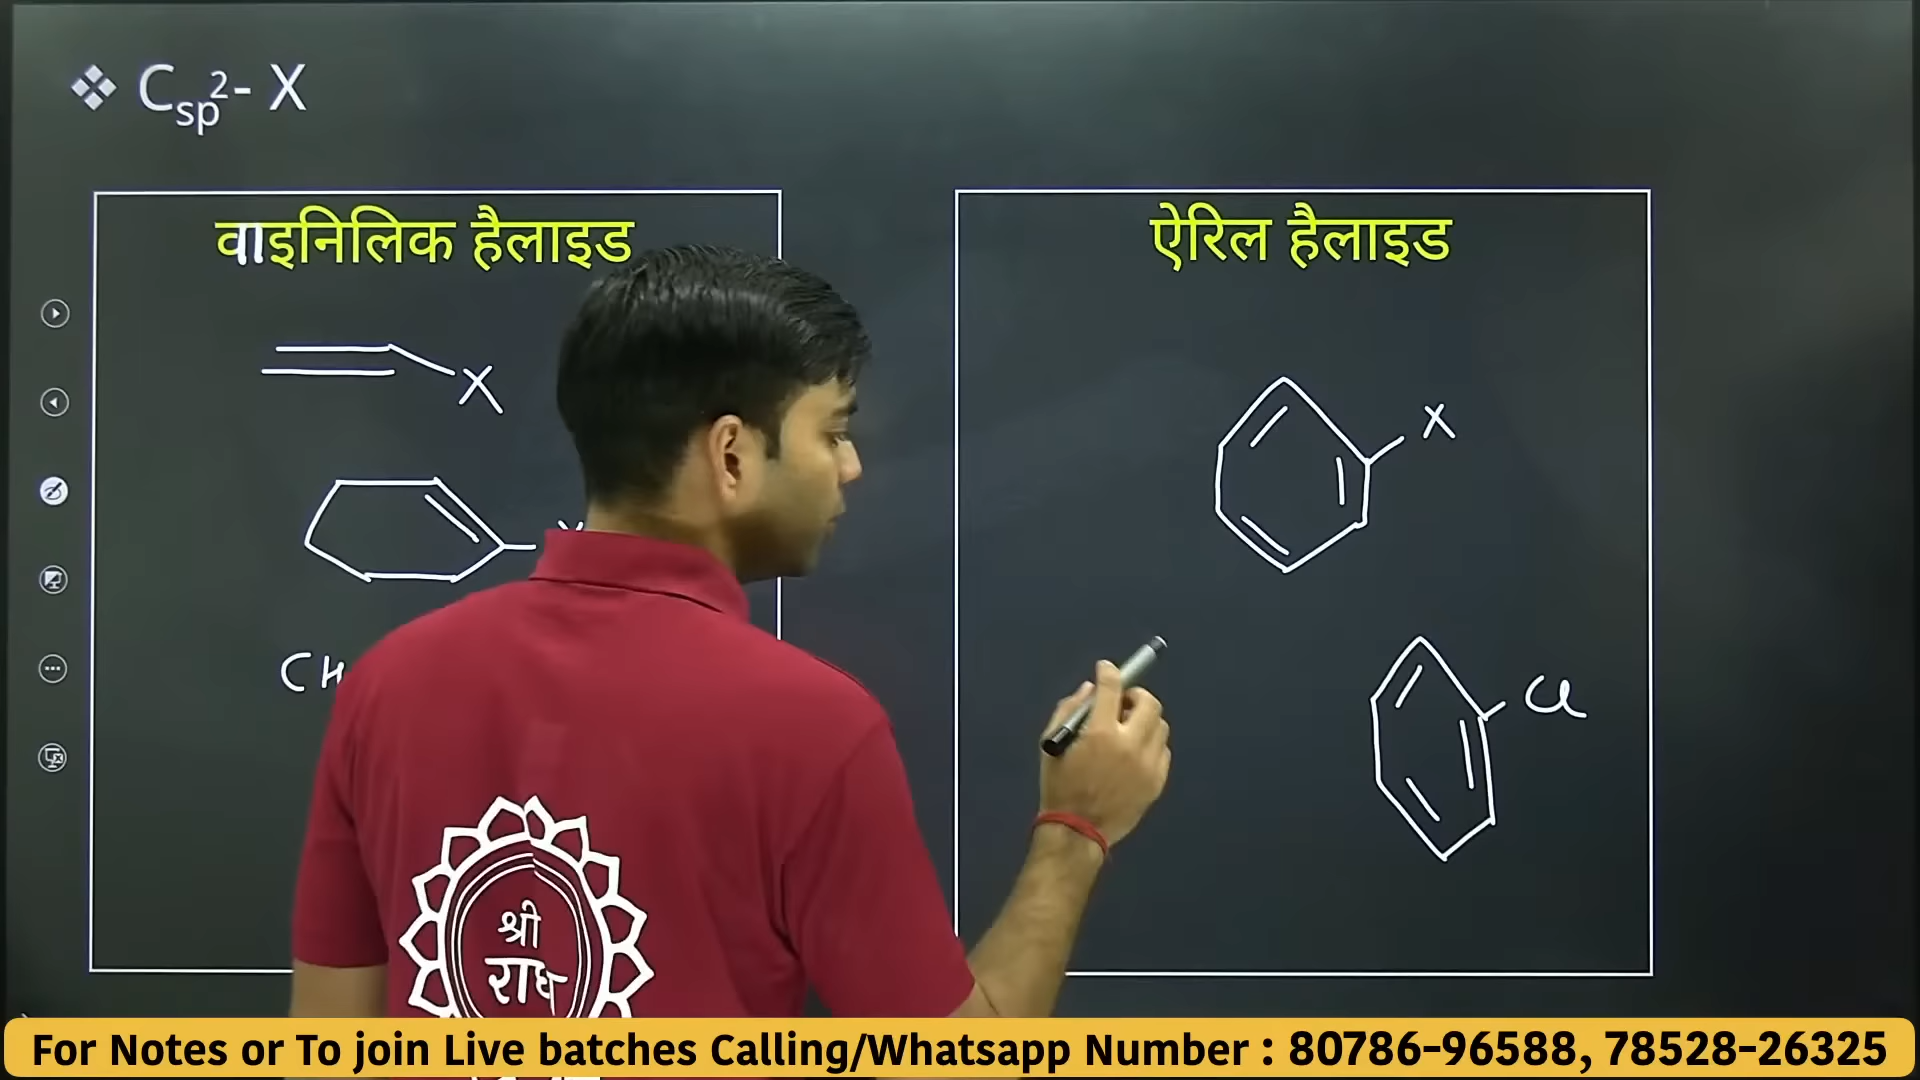 ❖ Csp²- X
वाइनिलिक हैलाइड
X
CH
ऐरिल हैलाइड
X
Cl
श्री
राधे
For Notes or To join Live batches Calling/Whatsapp Number : 80786-96588, 78528-26325